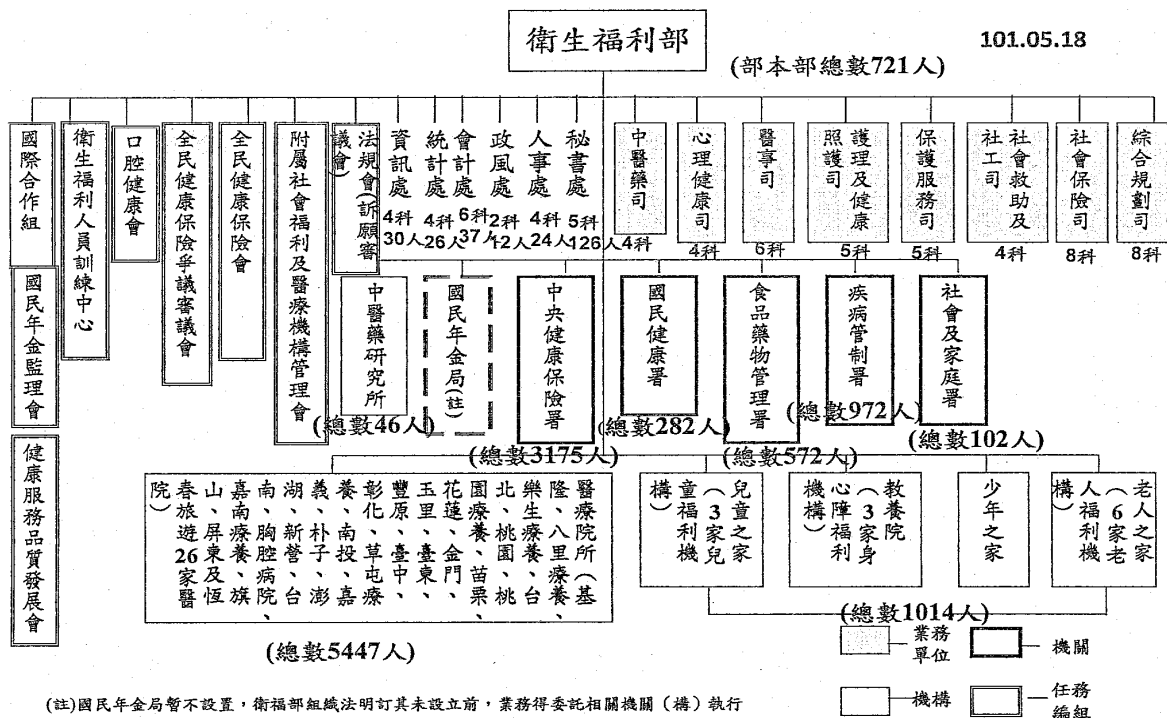 衛生福利部
101.05.18
(部本部總數721人)
國際合作組
衛生福利人員訓練中心
口腔健康會
全民健康保險爭議審議會
全民健康保險會
附屬社會福利及醫療機構管理會
法規會(訴願審
議會)
資訊處
4科
30人
統計處
4科
26人
會計處
6科
37人
政風處
2科
12人
人事處
4科
24人
秘書處
5科
126人
中醫藥司
4科
心理健康司
4科
醫事司
6科
護理及健康
照護司
5科
保護服務司
5科
社會救助及
社工司
4科
社會保險司
8科
綜合規劃司
8科
國民年金監理會
健康服務品質發展會
中醫藥研究所
(總數46人)
國民年金局(註)
中央健康保險署
(總數3175人)
國民健康署
(總數282人)
食品藥物管理署
(總數572人)
疾病管制署
(總數972人)
社會及家庭署
(總數102人)
醫療院所(基
隆、八里療養、
樂生療養、台
北、桃園、桃
園療養、苗栗、
花蓮、金門、
玉里、臺東、
豐原、臺中、
彰化、草屯療
養、南投、嘉
義、朴子、澎
湖、新營、台
南、胸腔病院、
嘉南療養、旗
山、屏東及恆
春旅遊26家醫
院)
(總數5447人)
兒童之家
(3家兒
童福利機
構)
教養院
(3家身
心障福利
機構)
少年之家
老人之家
(6家老
人福利機
構)
(總數1014人)
業務
單位
機關
機構
任務
編組
(註)國民年金局暫不設置，衛福部組織法明訂其未設立前，業務得委託相關機關（構）執行